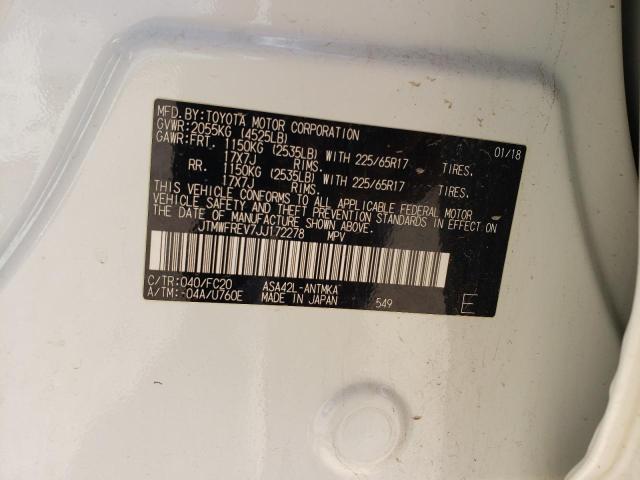 MFD.BY:TOYOTA MOTOR CORPORATION 01/18
GVWR:2055KG (4525LB)
GAWR:FRT. 1150KG (2535LB) WITH 225/65R17 TIRES.
17X7J RIMS.
RR. 1150KG (2535LB) WITH 225/65R17 TIRES.
17X7J RIMS.
THIS VEHICLE CONFORMS TO ALL APPLICABLE FEDERAL MOTOR
VEHICLE SAFETY AND THEFT PREVENTION STANDARDS IN EFFECT ON
THE DATE OF MANUFACTURE SHOWN ABOVE.
JTMWFREV7JJ172278 MPV
C/TR:040/FC20 ASA42L-ANTMKA
A/TM:-04A/U760E MADE IN JAPAN 549 E